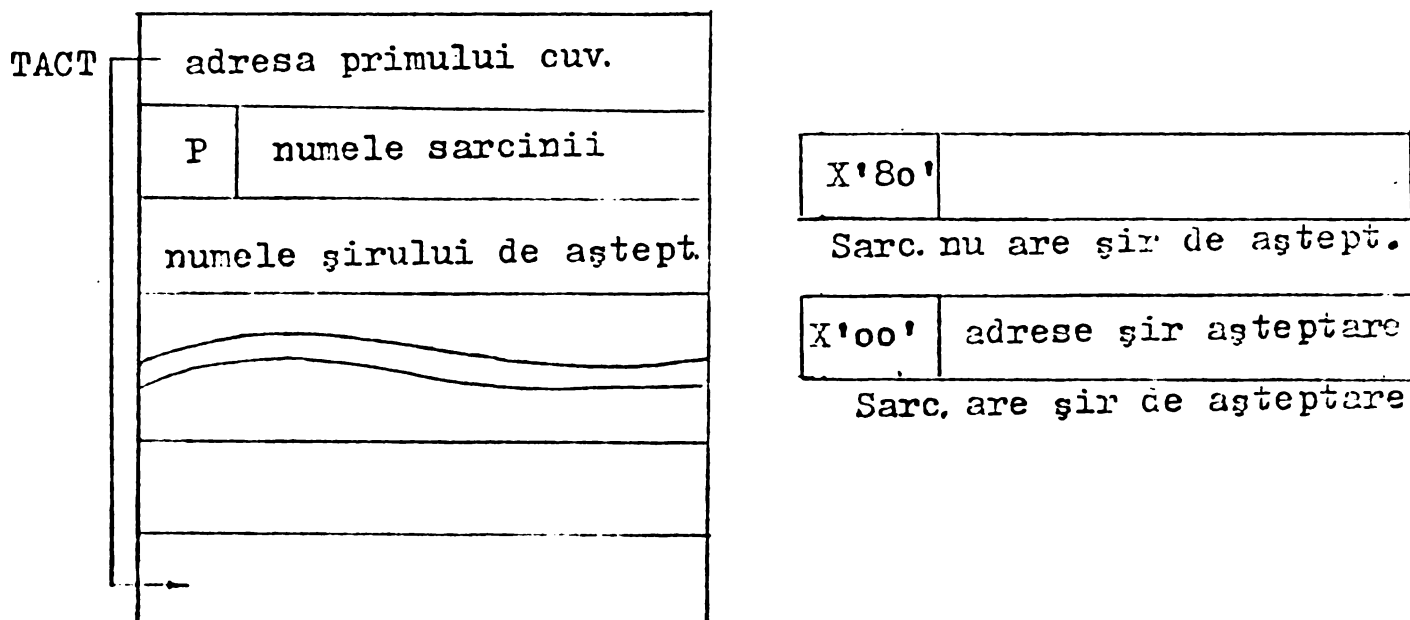 TACT
adresa primului cuv.
P
numele sarcinii
numele şirului de aştept.
X'8o'
Sarc. nu are şir de aştept.
X'oo'
adrese şir aşteptare
Sarc. are şir de aşteptare